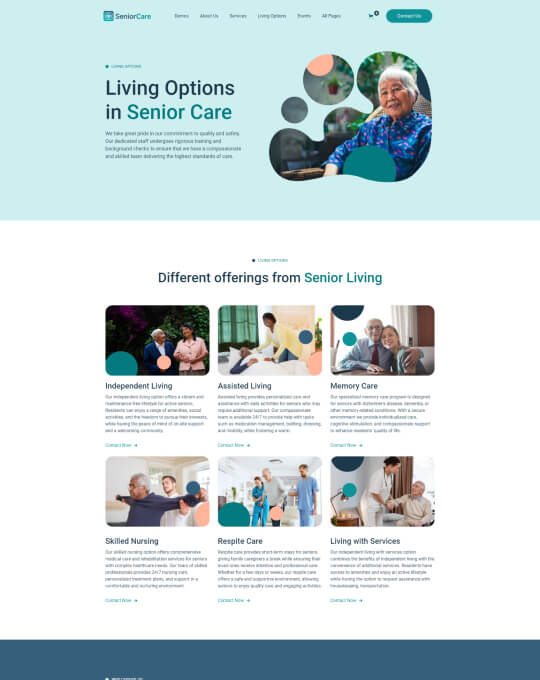 SeniorCare
Demos
About Us
Services
Living Options
Events
All Pages
0
Contact Us
LIVING OPTIONS
Living Options
in Senior Care
We take great pride in our commitment to quality and safety.
Our dedicated staff undergoes rigorous training and
background checks to ensure that we have a compassionate
and skilled team delivering the highest standards of care.
LIVING OPTIONS
Different offerings from Senior Living
Independent Living
Our independent living option offers a vibrant and
maintenance-free lifestyle for active seniors.
Residents can enjoy a range of amenities, social
activities, and the freedom to pursue their interests,
while having the peace of mind of on-site support
and a welcoming community.
Contact Now
Assisted Living
Assisted living provides personalized care and
assistance with daily activities for seniors who may
require additional support. Our compassionate
team is available 24/7 to provide help with tasks
such as medication management, bathing, dressing,
and mobility, while fostering a warm
Contact Now
Memory Care
Our specialized memory care program is designed
for seniors with Alzheimer's disease, dementia, or
other memory-related conditions. With a secure
environment we provide individualized care,
cognitive stimulation, and compassionate support
to enhance residents' quality of life.
Contact Now
Skilled Nursing
Our skilled nursing option offers comprehensive
medical care and rehabilitation services for seniors
with complex healthcare needs. Our team of skilled
professionals provides 24/7 nursing care,
personalized treatment plans, and support in a
comfortable and nurturing environment.
Contact Now
Respite Care
Respite care provides short-term stays for seniors,
giving family caregivers a break while ensuring their
loved ones receive attention and professional care.
Whether for a few days or weeks, our respite care
offers a safe and supportive environment, allowing
seniors to enjoy quality care and engaging activities.
Contact Now
Living with Services
Our independent living with services option
combines the benefits of independent living with the
convenience of additional services. Residents have
access to amenities and enjoy an active lifestyle
while having the option to request assistance with
housekeeping, transportation.
Contact Now